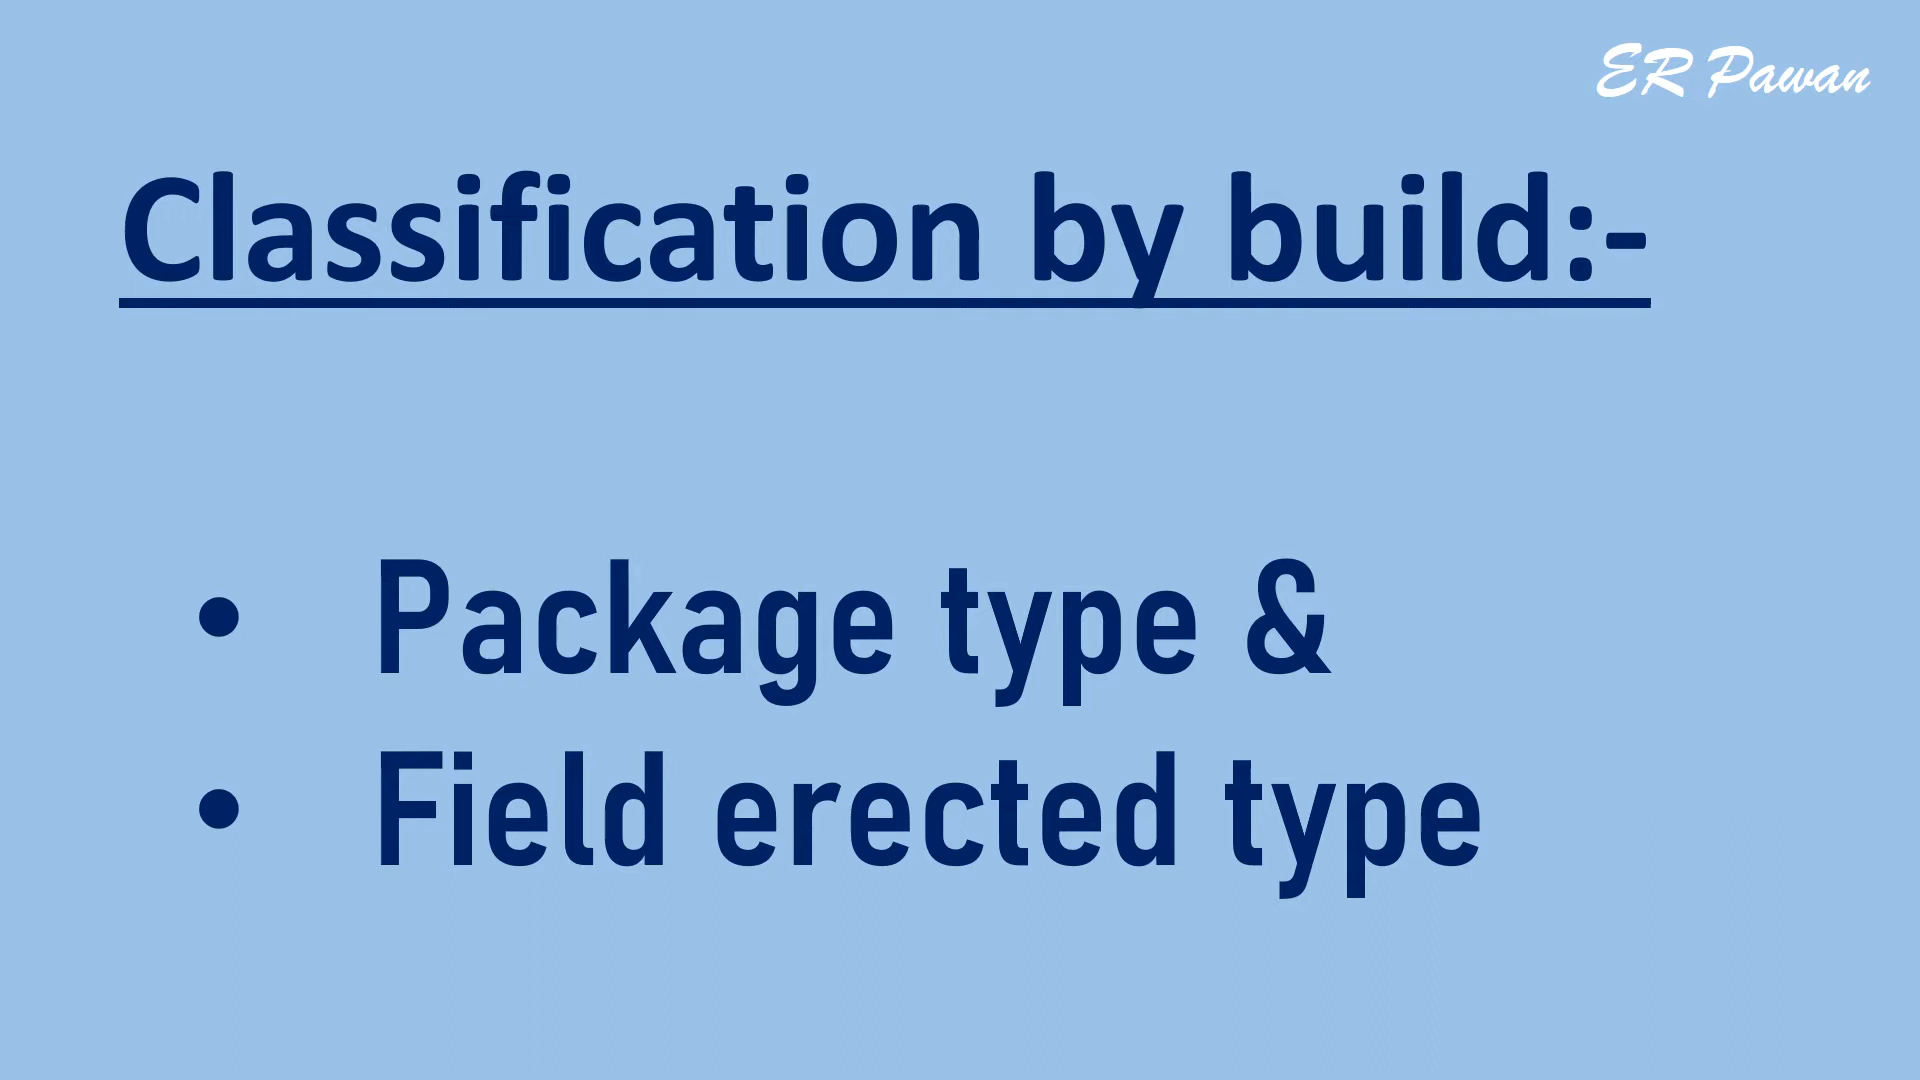 ER Pawan
Classification by build:-
• Package type &
• Field erected type